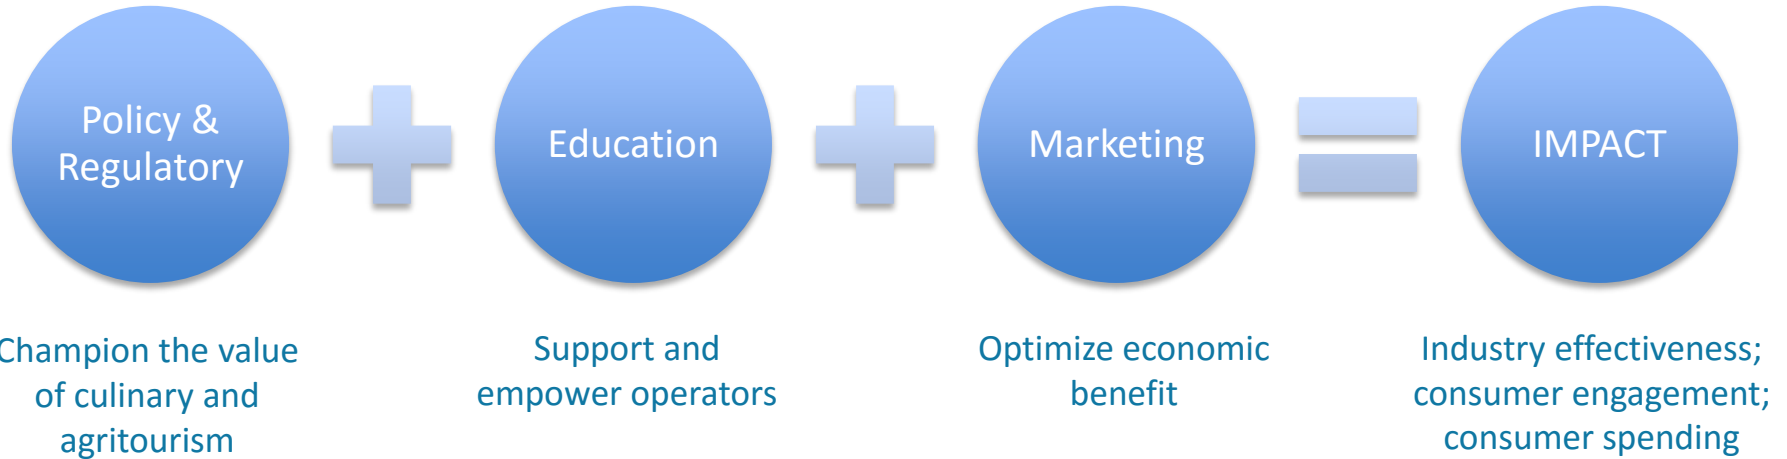 Policy &
Regulatory
Education
Marketing
IMPACT
Champion the value
of culinary and
agritourism
Support and
empower operators
Optimize economic
benefit
Industry effectiveness;
consumer engagement;
consumer spending